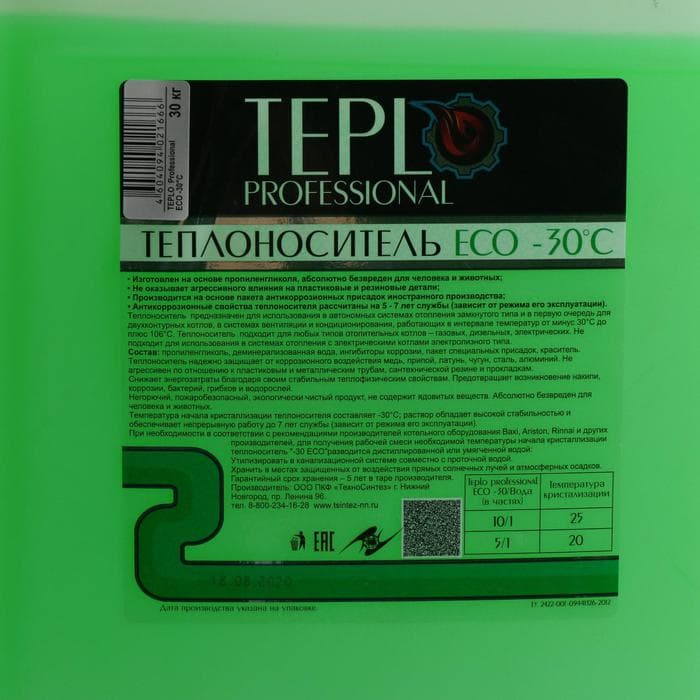 4604094021666
TEPLO Professional
ECO -30°C
30 кг
TEPLO
PROFESSIONAL
ТЕПЛОНОСИТЕЛЬ ECO -30°C
- Изготовлен на основе пропиленгликоля, абсолютно безвреден для человека и животных;
- Не оказывает агрессивного влияния на пластиковые и резиновые детали;
- Производится на основе пакета антикоррозионных присадок иностранного производства;
- Антикоррозионные свойства теплоносителя рассчитаны на 5 - 7 лет службы (зависит от режима его эксплуатации).
Теплоноситель предназначен для использования в автономных системах отопления замкнутого типа и в первую очередь для
двухконтурных котлов, в системах вентиляции и кондиционирования, работающих в интервале температур от минус 30°С до
плюс 106°С. Теплоноситель подходит для любых типов отопительных котлов – газовых, дизельных, электрических. Не
подходит для использования в системах отопления с электрическими котлами электролизного типа.
Состав: пропиленгликоль, деминерализованная вода, ингибиторы коррозии, пакет специальных присадок, краситель.
Теплоноситель надежно защищает от коррозионного воздействия медь, припой, латунь, чугун, сталь, алюминий. Не
агрессивен по отношению к пластиковым и металлическим трубам, сантехнической резине и прокладкам.
Снижает энергозатраты благодаря своим стабильным теплофизическим свойствам. Предотвращает возникновение накипи,
коррозии, бактерий, грибков и водорослей.
Негорючий, пожаробезопасный, экологически чистый продукт, не содержит ядовитых веществ. Абсолютно безвреден для
человека и животных.
Температура начала кристаллизации теплоносителя составляет -30°С; раствор обладает высокой стабильностью и
обеспечивает непрерывную работу до 7 лет службы (зависит от режима его эксплуатации).
При необходимости в соответствии с рекомендациями производителей котельного оборудования Baxi, Ariston, Rinnai и других
производителей, для получения рабочей смеси необходимой температуры начала кристаллизации
теплоноситель "-30 ECO"разводится дистиллированной или умягченной водой:
Утилизировать в канализационной системе совместно с проточной водой.
Хранить в местах защищенных от воздействия прямых солнечных лучей и атмосферных осадков.
Гарантийный срок хранения – 5 лет в таре производителя.
Производитель: ООО ПКФ «ТехноСинтез» г. Нижний
Новгород, пр. Ленина 96.
тел. 8-800-234-16-28 www.tsintez-nn.ru
Teplo professional
ECO -30/Вода
(в частях)
Температура
кристализации
10/1
25
5/1
20
EAC
18 08 2020
Дата производства указана на упаковке.
ТУ 2422-001-09448126-2012